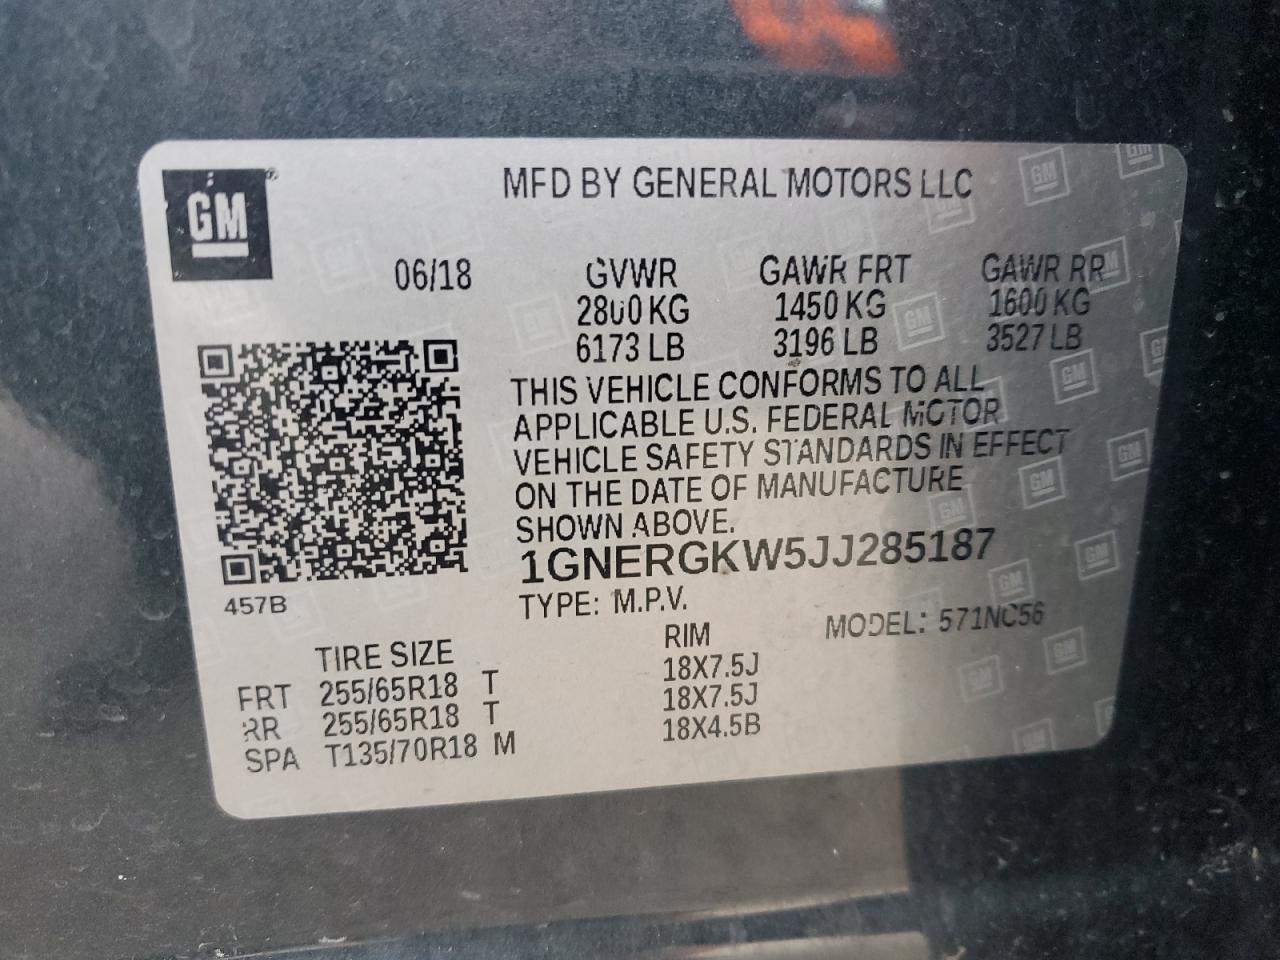 GM
MFD BY GENERAL MOTORS LLC
06/18 GVWR GAWR FRT GAWR RR
2800 KG 1450 KG 1600 KG
6173 LB 3196 LB 3527 LB
THIS VEHICLE CONFORMS TO ALL
APPLICABLE U.S. FEDERAL MOTOR
VEHICLE SAFETY STANDARDS IN EFFECT
ON THE DATE OF MANUFACTURE
SHOWN ABOVE.
1GNERGKW5JJ285187
457B
TYPE: M.P.V. MODEL: 571NC56
TIRE SIZE RIM
FRT 255/65R18 T 18X7.5J
RR 255/65R18 T 18X7.5J
SPA T135/70R18 M 18X4.5B